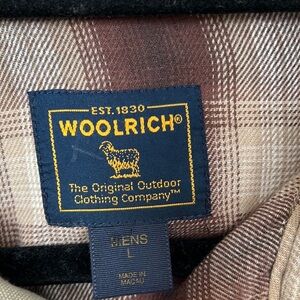 EST. 1830
WOOLRICH®
The Original Outdoor
Clothing Company™
MENS
L
MADE IN
MACAU